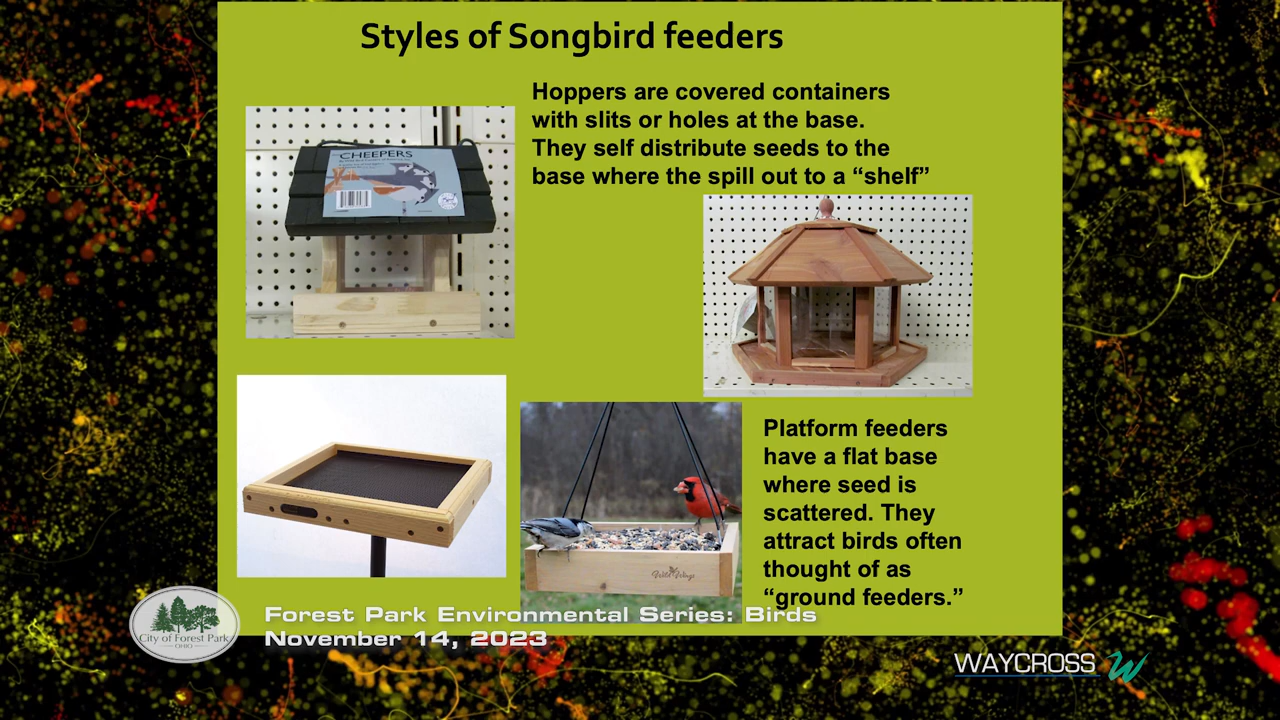 Styles of Songbird feeders
Hoppers are covered containers
with slits or holes at the base.
They self distribute seeds to the
base where the spill out to a “shelf”
CHEEPERS
Platform feeders
have a flat base
where seed is
scattered. They
attract birds often
thought of as
“ground feeders.”
Wild Wings
City of Forest Park
OHIO
Forest Park Environmental Series: Birds
November 14, 2023
WAYCROSS W